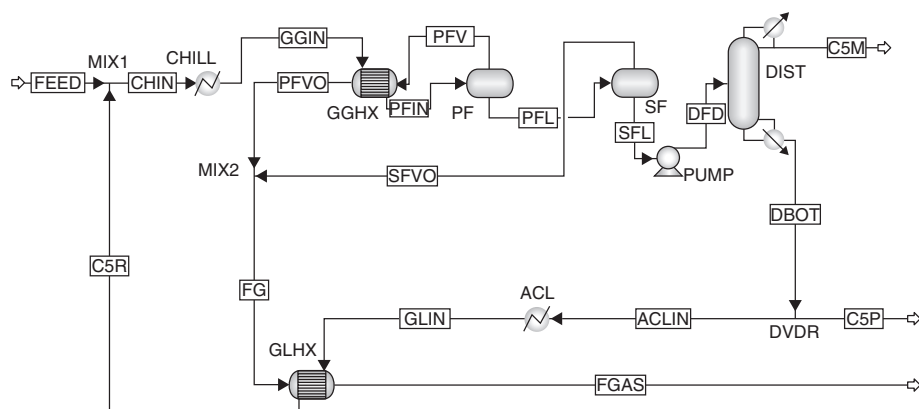 GGIN
PFV
MIX1
CHILL
C5M
FEED
CHIN
PFVO
DIST
GGHX
PFIN
PF
PFL
SF
DFD
SFL
MIX2
SFVO
PUMP
DBOT
C5R
FG
ACL
GLIN
ACLIN
C5P
DVDR
GLHX
FGAS